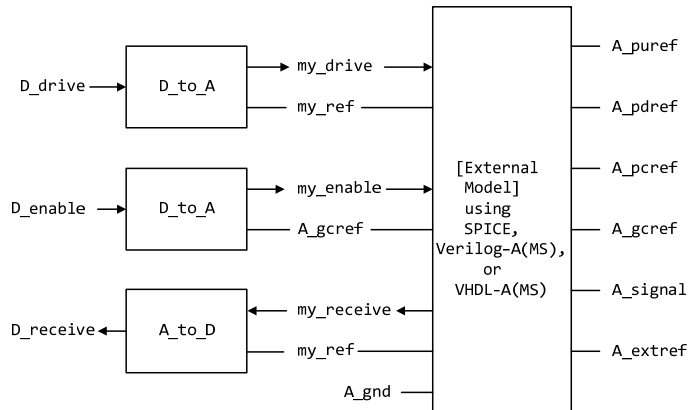 D_drive
D_to_A
my_drive
my_ref
D_enable
D_to_A
my_enable
A_gcref
D_receive
A_to_D
my_receive
my_ref
A_gnd
[External
Model]
using
SPICE,
Verilog-A(MS),
or
VHDL-A(MS)
A_puref
A_pdref
A_pcref
A_gcref
A_signal
A_extref